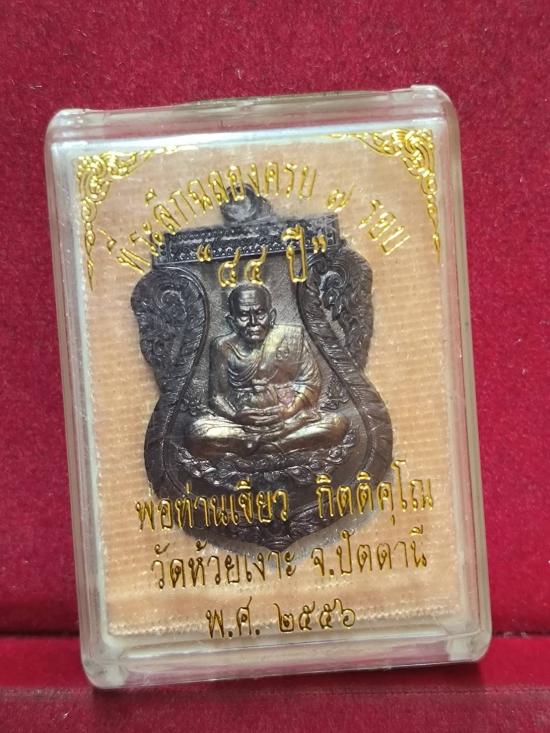 ที่ระลึกฉลองครบ ๗ รอบ
“๘๔ ปี”
พ่อท่านเขียว กิตติคุโณ
วัดห้วยเงาะ จ.ปัตตานี
พ.ศ. ๒๕๕๖